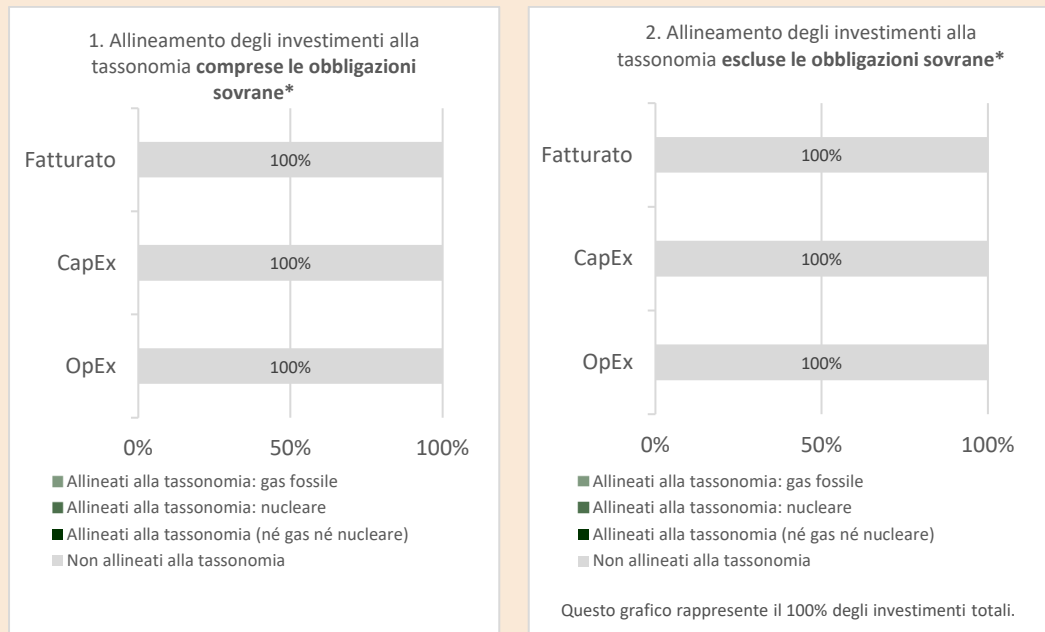 1. Allineamento degli investimenti alla
tassonomia comprese le obbligazioni
sovrane*
Fatturato
100%
CapEx
100%
OpEx
100%
0%
50%
100%
Allineati alla tassonomia: gas fossile
Allineati alla tassonomia: nucleare
Allineati alla tassonomia (né gas né nucleare)
Non allineati alla tassonomia
2. Allineamento degli investimenti alla
tassonomia escluse le obbligazioni sovrane*
Fatturato
100%
CapEx
100%
OpEx
100%
0%
50%
100%
Allineati alla tassonomia: gas fossile
Allineati alla tassonomia: nucleare
Allineati alla tassonomia (né gas né nucleare)
Non allineati alla tassonomia
Questo grafico rappresente il 100% degli investimenti totali.